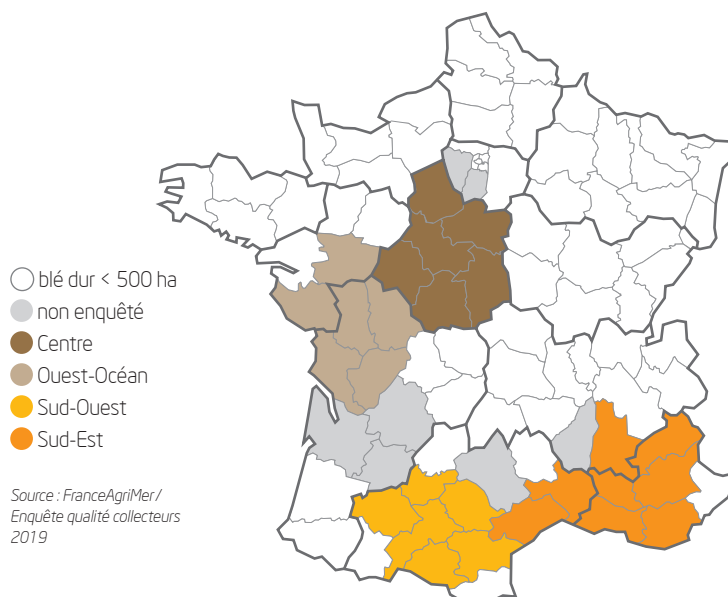 blé dur < 500 ha
non enquêté
Centre
Ouest-Océan
Sud-Ouest
Sud-Est
Source : FranceAgriMer/
Enquête qualité collecteurs
2019